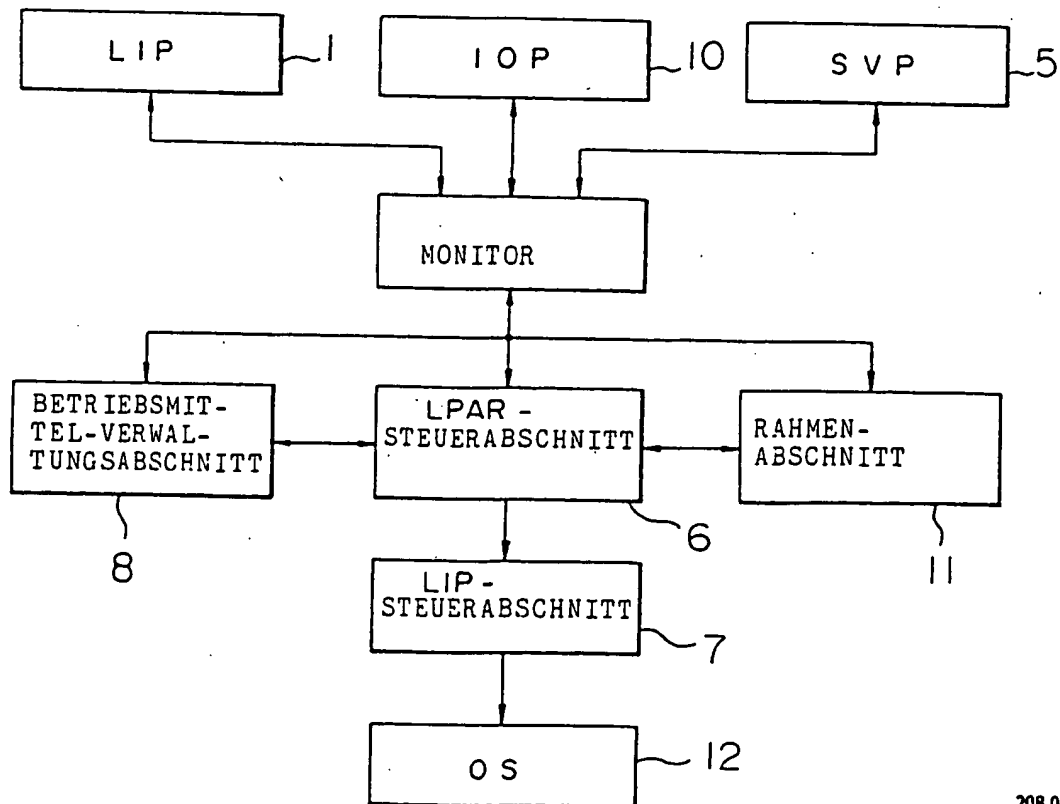 LIP
1
IOP
10
SVP
5
MONITOR
BETRIEBSMIT-
TEL-VERWAL-
TUNGSABSCHNITT
8
LPAR-
STEUERABSCHNITT
6
RAHMEN-
ABSCHNITT
11
LIP-
STEUERABSCHNITT
7
OS
12